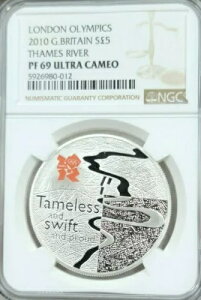 LONDON OLYMPICS
2010 G.BRITAIN S£5
THAMES RIVER
PF 69 ULTRA CAMEO
5926980-012
NUMISMATIC GUARANTY CORPORATION
NGC
Tameless
and
swift
and proud